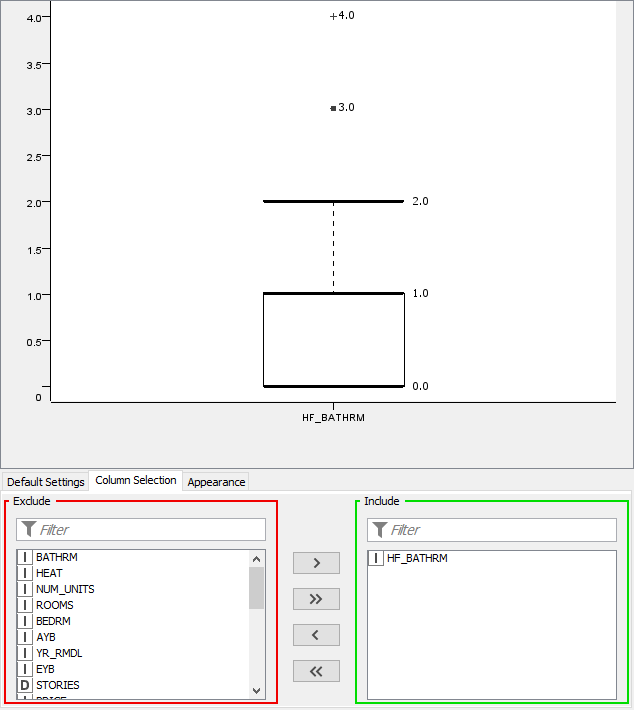 4.0
4.0
3.5
3.0
3.0
2.5
2.0
2.0
1.5
1.0
1.0
0.5
0.0
0
HF_BATHRM
Default Settings Column Selection Appearance
Exclude
Filter
BATHRM
HEAT
NUM_UNITS
ROOMS
BEDRM
AYB
YR_RMDL
EYB
D STORIES
PRICE
>
>>
<
<<
Include
Filter
I HF_BATHRM